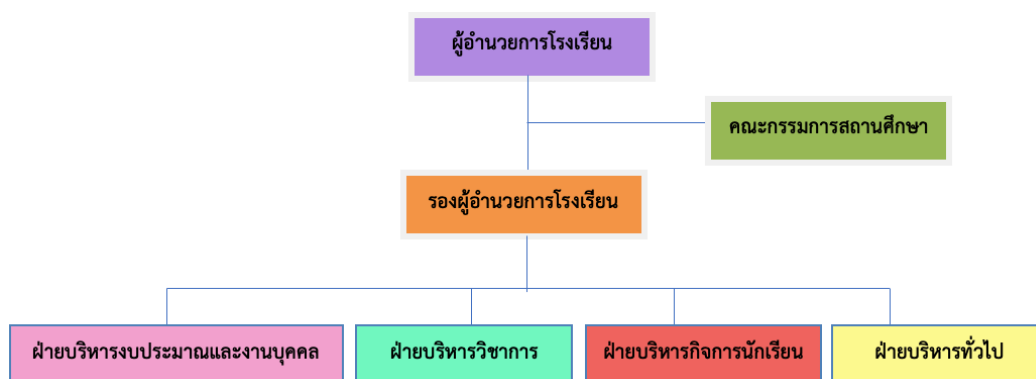 ผู้อำนวยการโรงเรียน
คณะกรรมการสถานศึกษา
รองผู้อำนวยการโรงเรียน
ฝ่ายบริหารงบประมาณและงานบุคคล
ฝ่ายบริหารวิชาการ
ฝ่ายบริหารกิจการนักเรียน
ฝ่ายบริหารทั่วไป